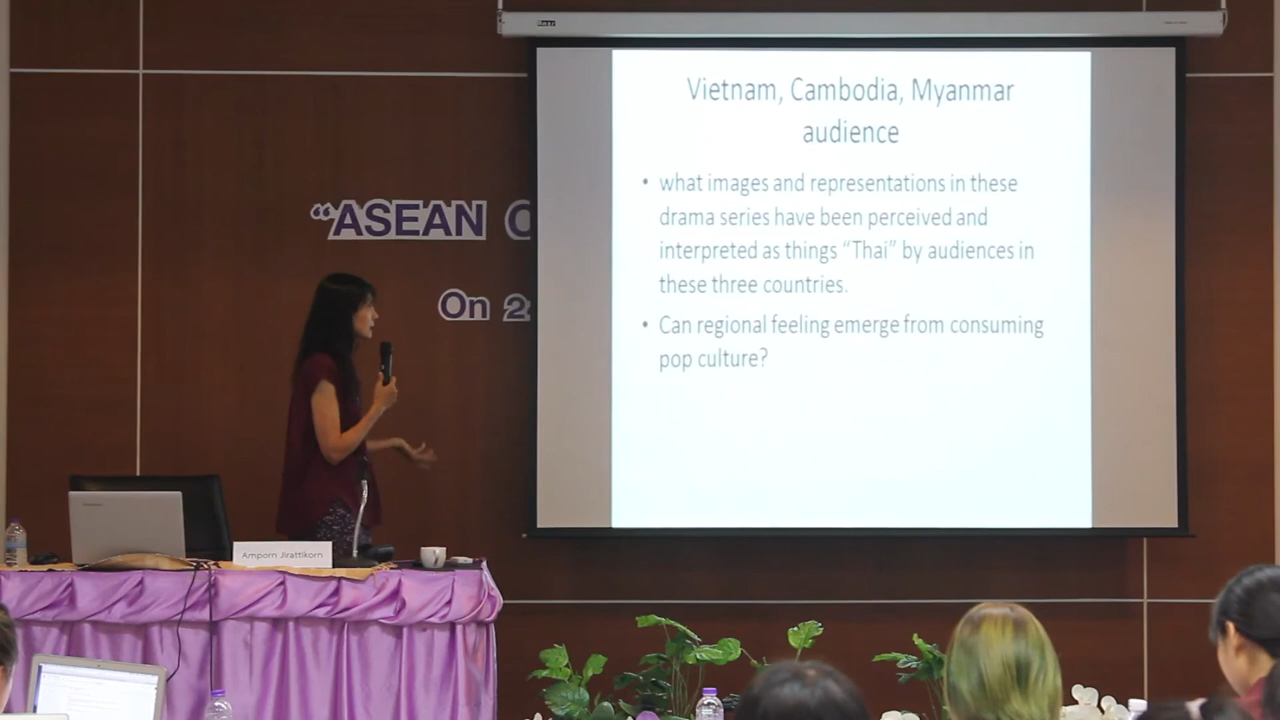 Vietnam, Cambodia, Myanmar
audience
• what images and representations in these
drama series have been perceived and
interpreted as things “Thai” by audiences in
these three countries.
• Can regional feeling emerge from consuming
pop culture?
“ASEAN
On 2
Amporn Jirattikorn